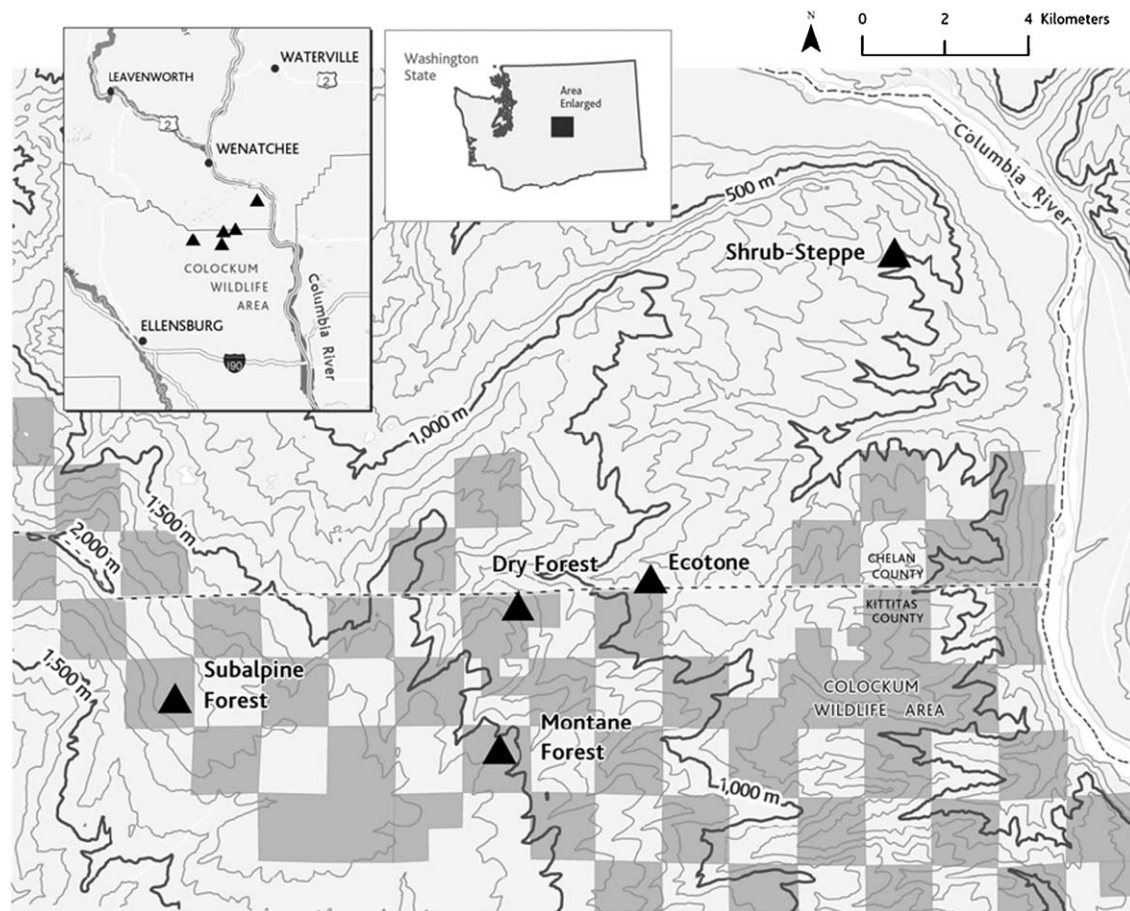 N
0 2 4 Kilometers
WATERVILLE
2
LEAVENWORTH
2
WENATCHEE
COLOCKUM
WILDLIFE
AREA
ELLENSBURG
I90
Columbia River
Washington
State
Area
Enlarged
Columbia River
500 m
Shrub-Steppe
1,000 m
1,500 m
2,000 m
Dry Forest
Ecotone
CHELAN
COUNTY
KITTITAS
COUNTY
1,500 m
Subalpine
Forest
COLOCKUM
WILDLIFE AREA
Montane
Forest
1,000 m